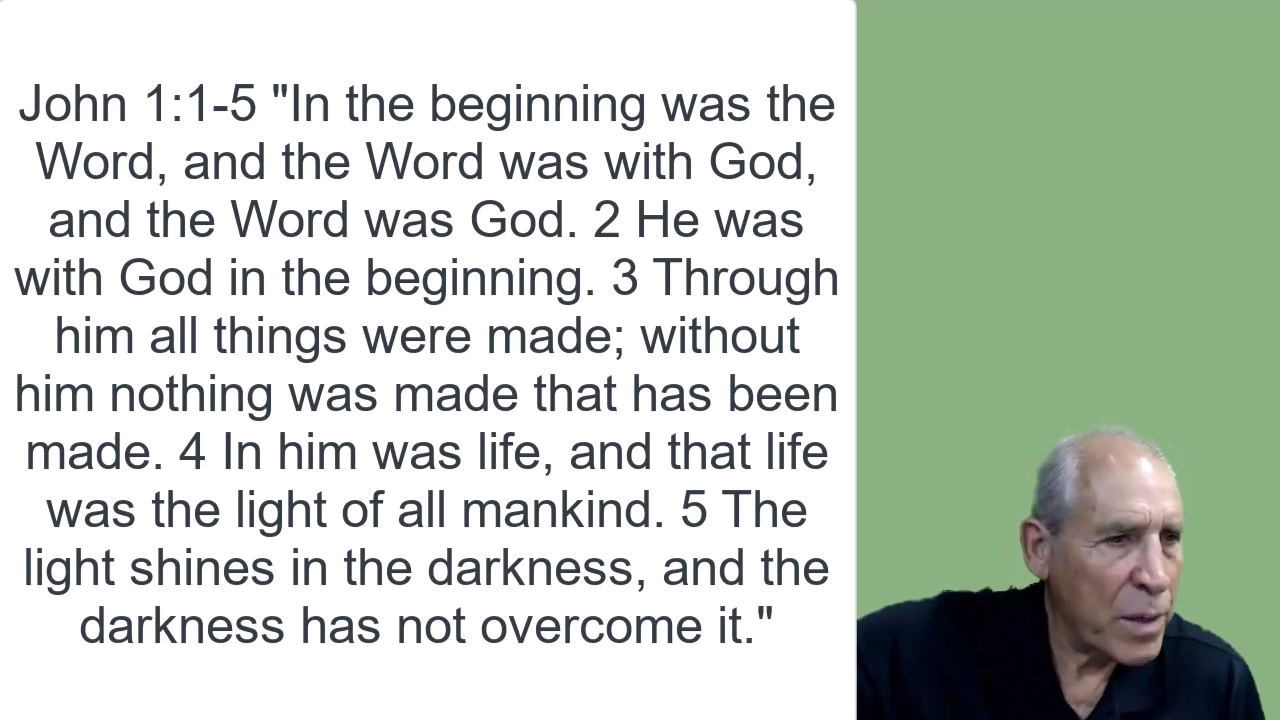 John 1:1-5 "In the beginning was the
Word, and the Word was with God,
and the Word was God. 2 He was
with God in the beginning. 3 Through
him all things were made; without
him nothing was made that has been
made. 4 In him was life, and that life
was the light of all mankind. 5 The
light shines in the darkness, and the
darkness has not overcome it."